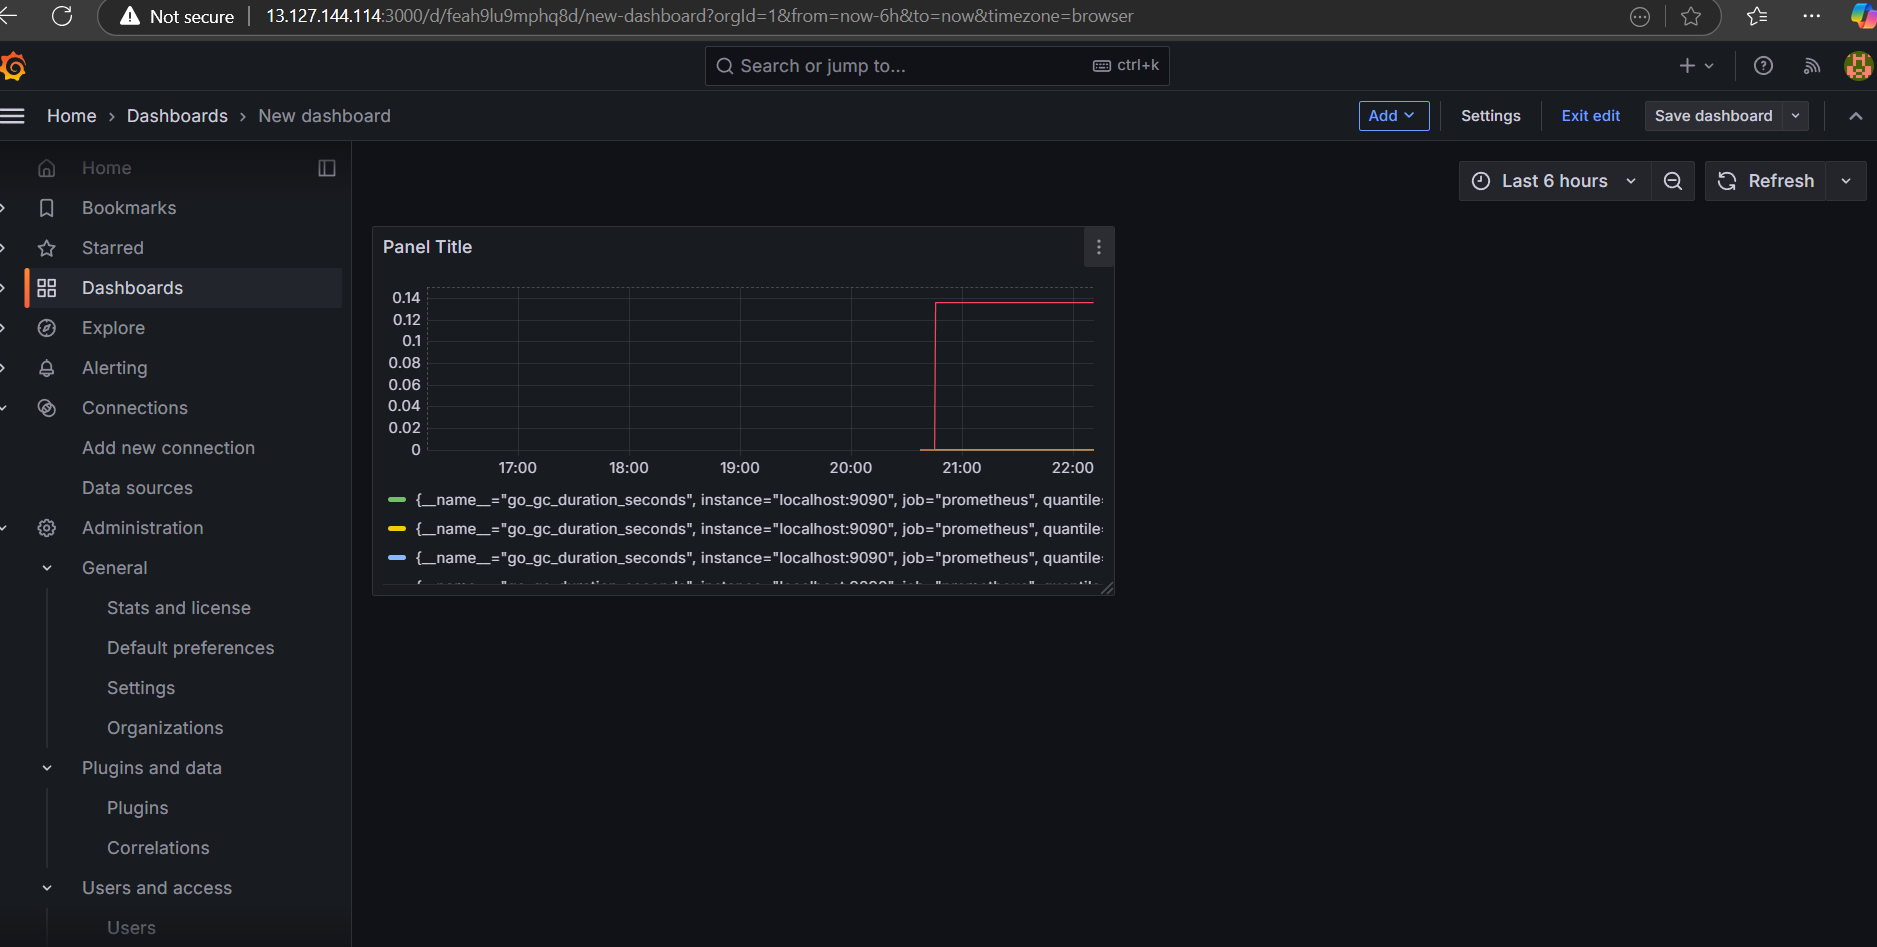 Not secure 13.127.144.114:3000/d/feah9lu9mphq8d/new-dashboard?orgId=1&from=now-6h&to=now&timezone=browser
Search or jump to... ctrl+k
Home › Dashboards › New dashboard Add Settings Exit edit Save dashboard
Home
Last 6 hours Refresh
Bookmarks
Starred
Dashboards
Explore
Alerting
Connections
Add new connection
Data sources
Administration
General
Stats and license
Default preferences
Settings
Organizations
Plugins and data
Plugins
Correlations
Users and access
Users
Panel Title
0.14
0.12
0.1
0.08
0.06
0.04
0.02
0
17:00 18:00 19:00 20:00 21:00 22:00
{__name__="go_gc_duration_seconds", instance="localhost:9090", job="prometheus", quantile=
{__name__="go_gc_duration_seconds", instance="localhost:9090", job="prometheus", quantile=
{__name__="go_gc_duration_seconds", instance="localhost:9090", job="prometheus", quantile=